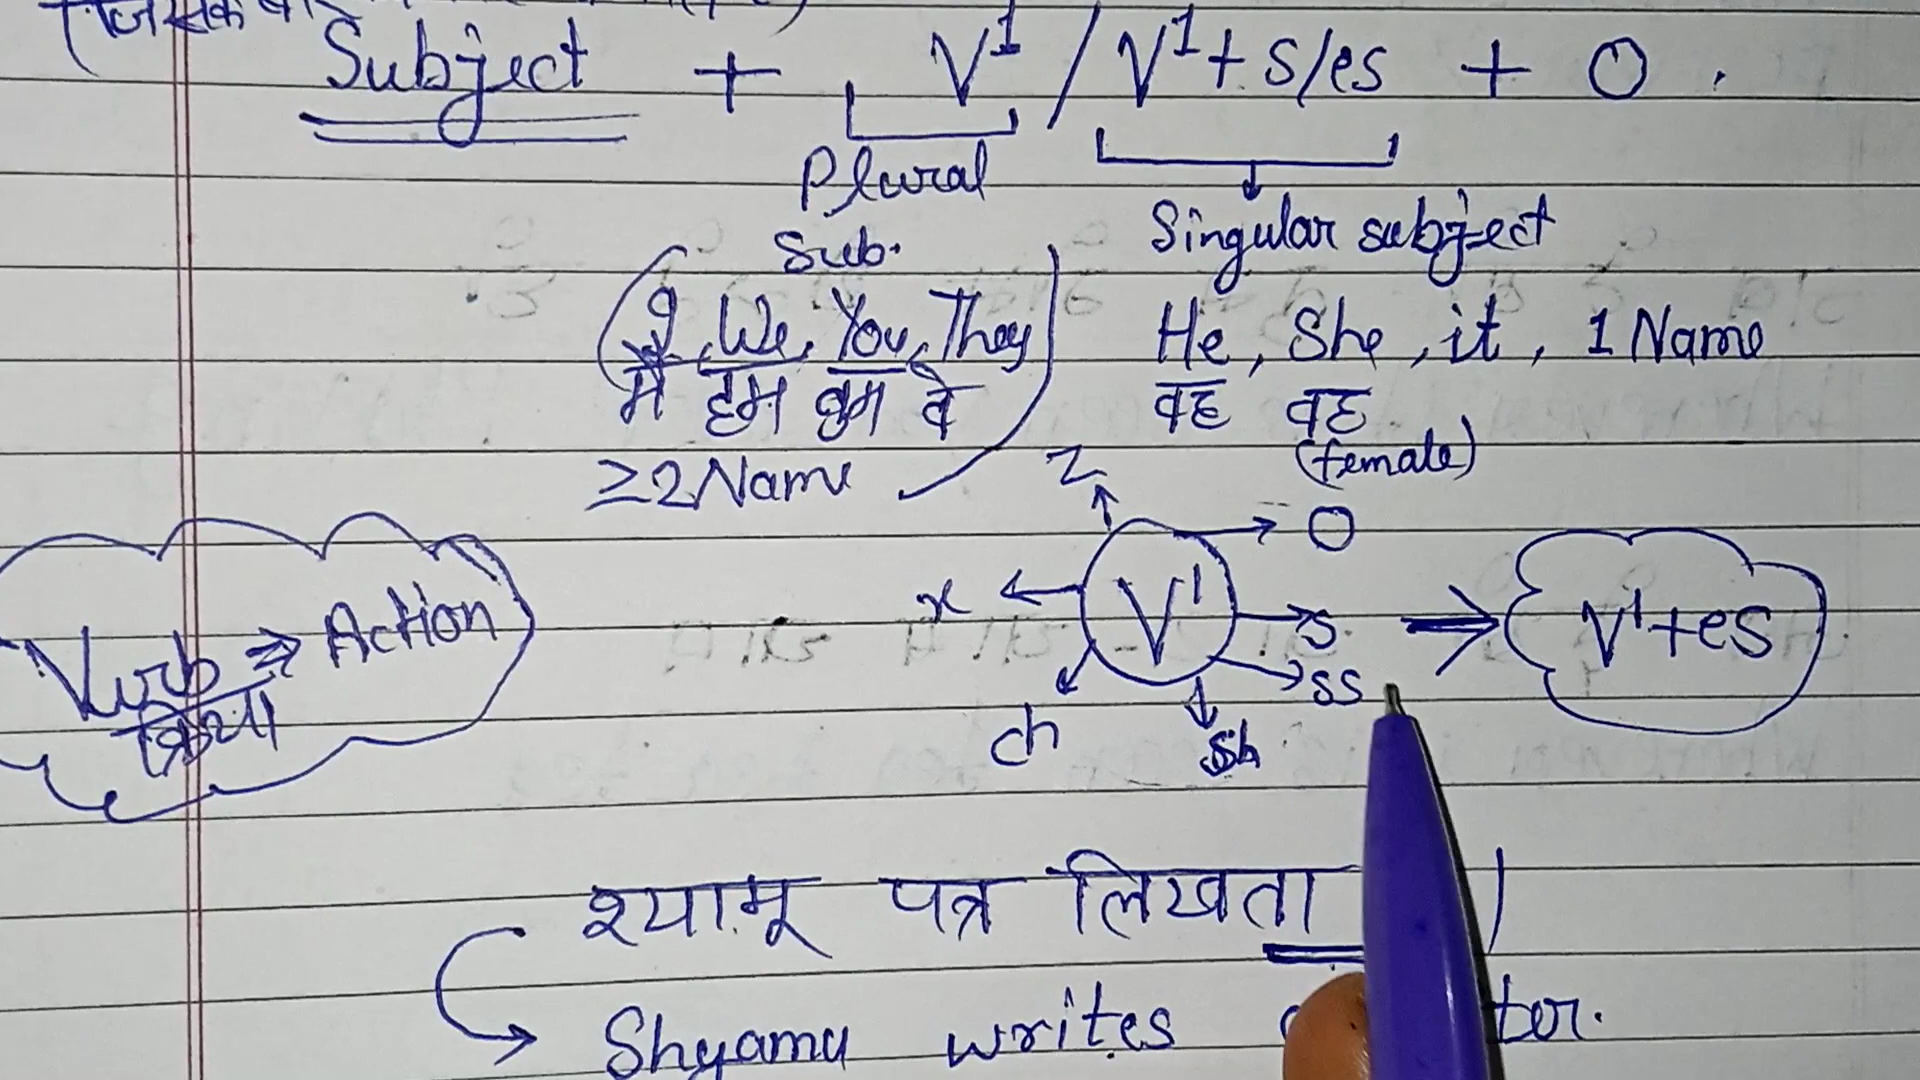 (जिसके
Subject + V¹ / V¹ + s/es + O .
Plural Sub. Singular subject
I, We, You, They He, She, it, 1 Name
मैं हम तुम वे वह वह (female)
≥2 Name
Z
O
x V¹ s ⇒ V¹+es
ss
ch sh
Verb ⇒ Action
क्रिया
श्यामू पत्र लिखता |
Shyamu writes